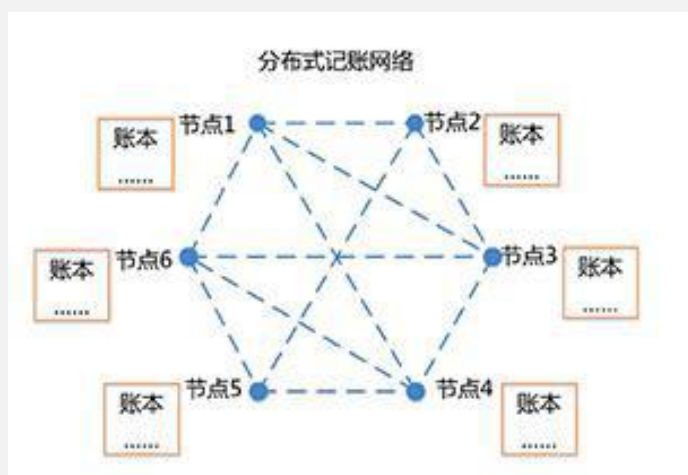 分布式记账网络
账本
......
节点1
节点2
账本
......
账本
......
节点6
节点3
账本
......
账本
......
节点5
节点4
账本
......